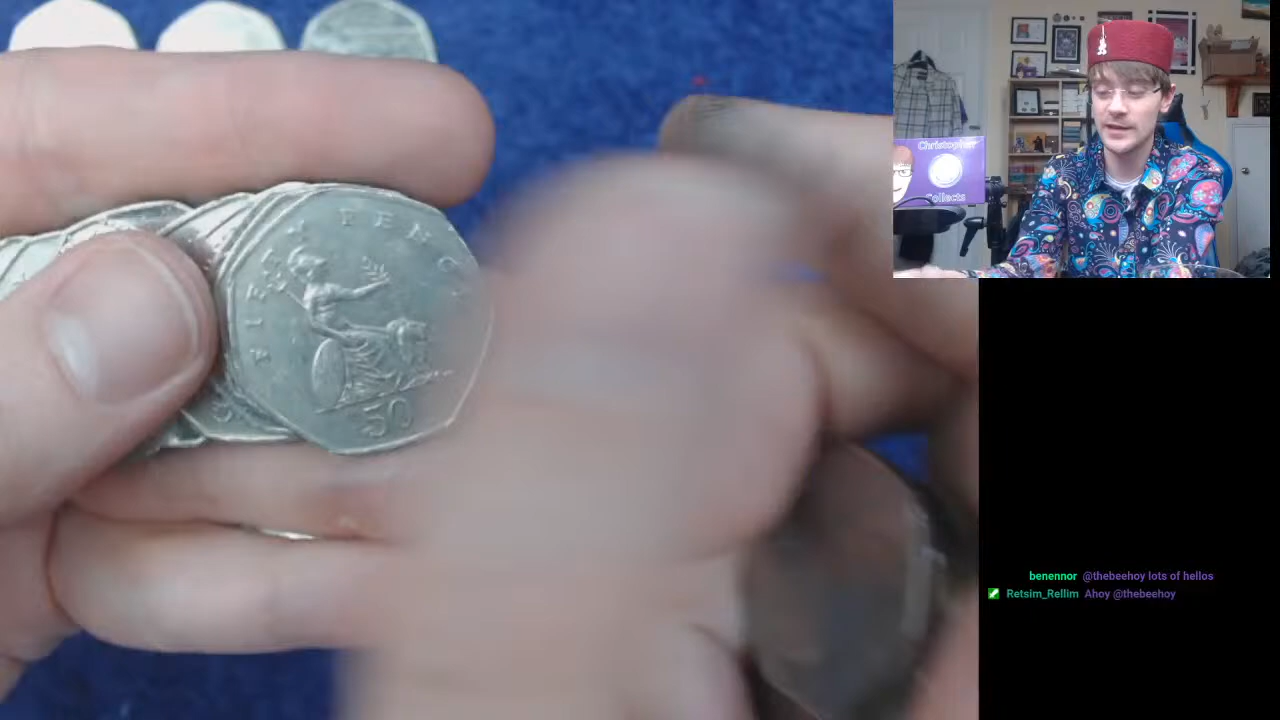 FIFTY PENCE
50
Christopher
Collects
benennor @thebeehoy lots of hellos
Retsim_Rellim Ahoy @thebeehoy